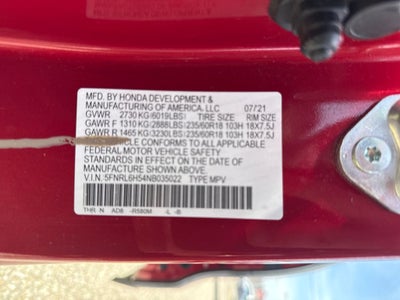 MFD. BY HONDA DEVELOPMENT &
MANUFACTURING OF AMERICA, LLC 07/21
GVWR 2730 KG(6019LBS) TIRE SIZE RIM SIZE
GAWR F 1310 KG(2888LBS) 235/60R18 103H 18X7.5J
GAWR R 1465 KG(3230LBS) 235/60R18 103H 18X7.5J
CONFORMS TO ALL APPLICABLE
FEDERAL MOTOR VEHICLE SAFETY
STANDARDS IN EFFECT ON THE DATE
OF MANUFACTURE SHOWN ABOVE.
V.I.N. 5FNRL6H54NB035022 TYPE MPV
THR N AD8 -R580M -L -B